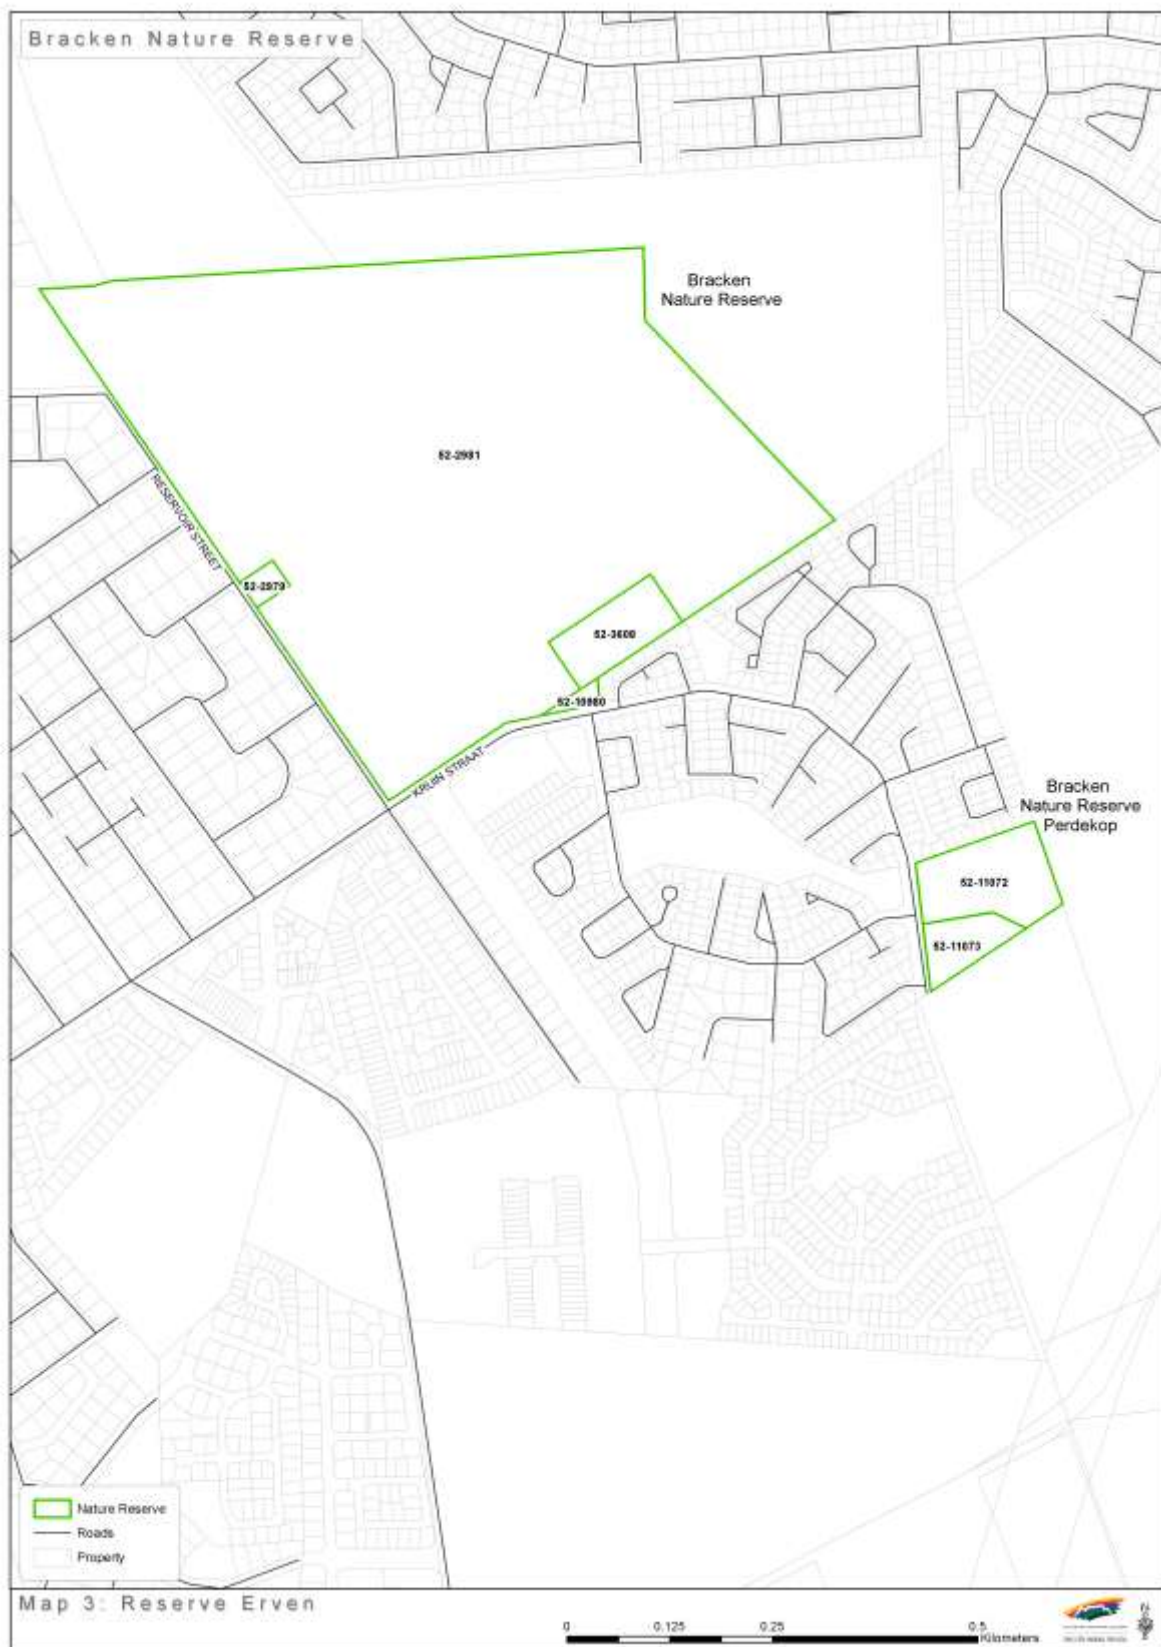 Bracken Nature Reserve
Bracken
Nature Reserve
52-2981
RESERVOIR STREET
52-2979
52-3608
52-10980
KRUIN STRAAT
Bracken
Nature Reserve
Perdekop
52-11072
52-11073
Nature Reserve
Roads
Property
Map 3: Reserve Erven
0 0.125 0.25 0.5
Kilometers
N